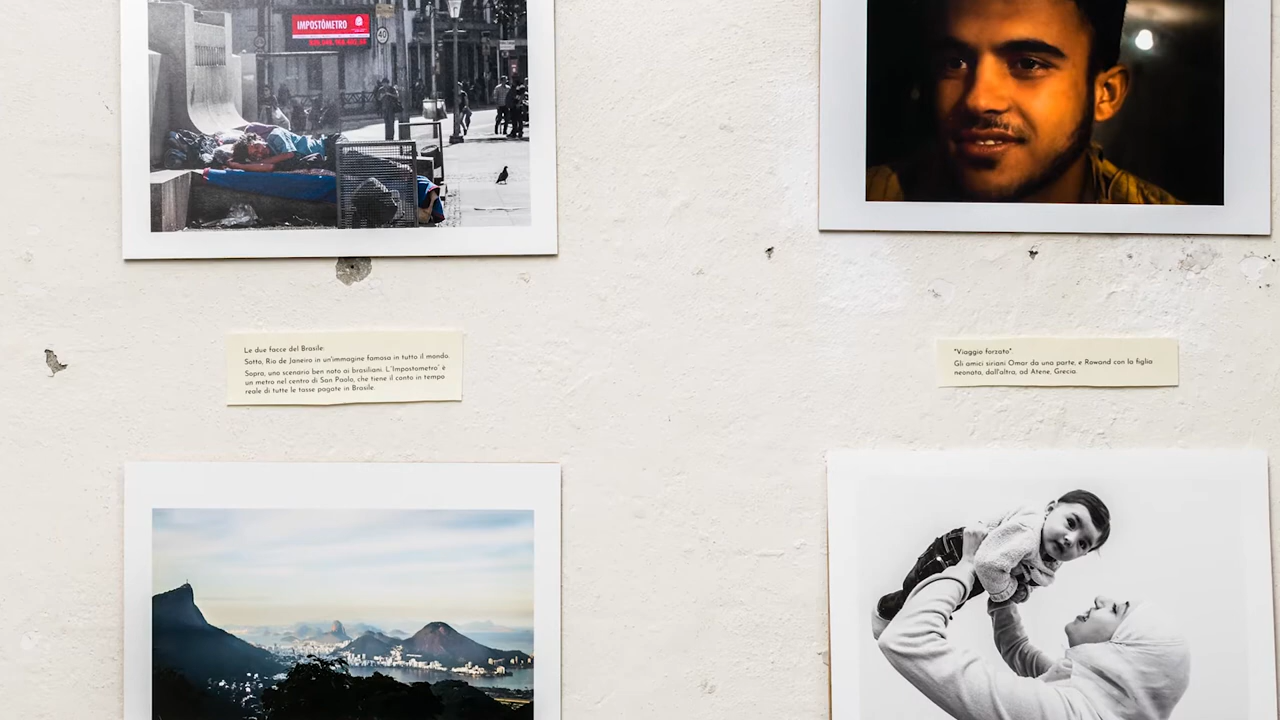 IMPOSTÔMETRO
40
Le due facce del Brasile:
Sotto, Rio de Janeiro in un'immagine famosa in tutto il mondo.
Sopra, uno scenario ben noto ai brasiliani. L'"Impostometro" è
un metro nel centro di San Paolo, che tiene il conto in tempo
reale di tutte le tasse pagate in Brasile.
"Viaggio forzato".
Gli amici siriani Omar da una parte, e Rowand con la figlia
neonata, dall'altra, ad Atene, Grecia.